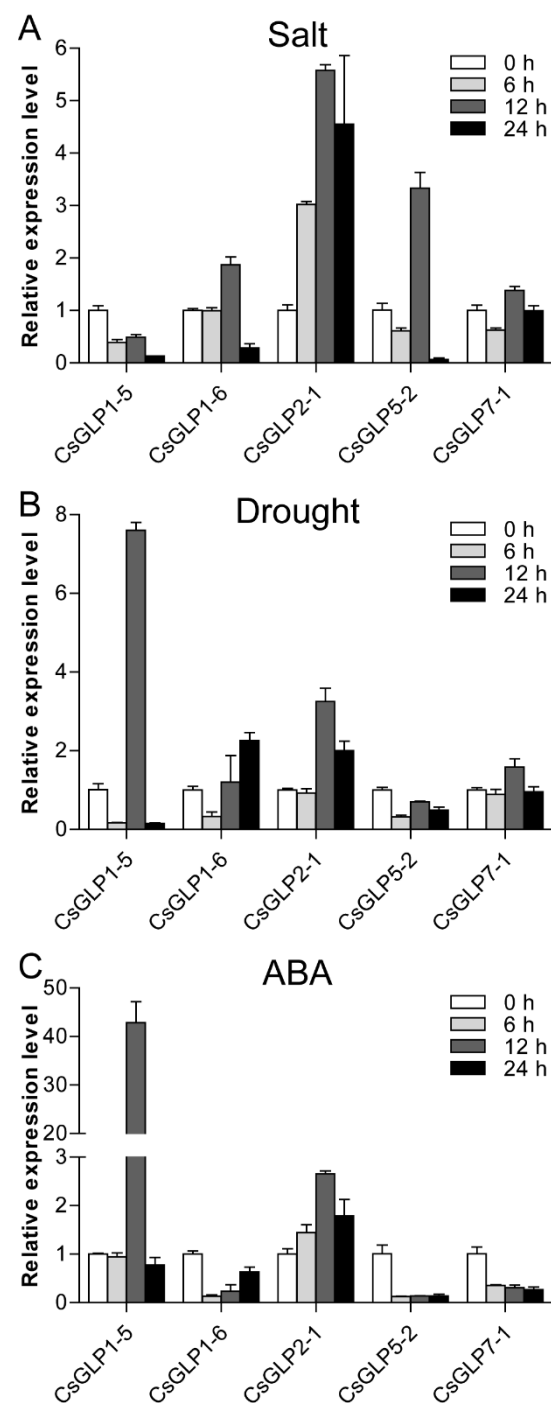 A
Salt
Relative expression level
6
5
4
3
2
1
0
0 h
6 h
12 h
24 h
CsGLP1-5
CsGLP1-6
CsGLP2-1
CsGLP5-2
CsGLP7-1
B
Drought
Relative expression level
8
6
4
2
0
0 h
6 h
12 h
24 h
CsGLP1-5
CsGLP1-6
CsGLP2-1
CsGLP5-2
CsGLP7-1
C
ABA
Relative expression level
50
40
30
20
3
2
1
0
0 h
6 h
12 h
24 h
CsGLP1-5
CsGLP1-6
CsGLP2-1
CsGLP5-2
CsGLP7-1